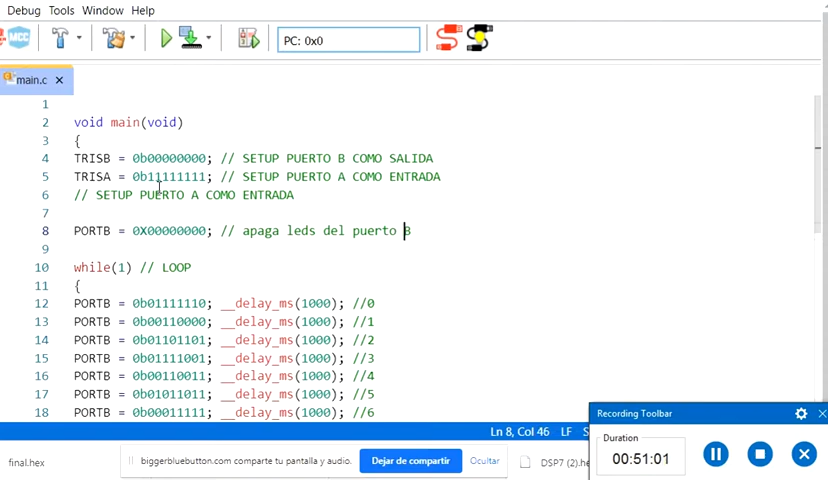 Debug Tools Window Help
MCC
PC: 0x0
main.c
1
2 void main(void)
3 {
4 TRISB = 0b00000000; // SETUP PUERTO B COMO SALIDA
5 TRISA = 0b11111111; // SETUP PUERTO A COMO ENTRADA
6 // SETUP PUERTO A COMO ENTRADA
7
8 PORTB = 0X00000000; // apaga leds del puerto B
9
10 while(1) // LOOP
11 {
12 PORTB = 0b01111110; __delay_ms(1000); //0
13 PORTB = 0b00110000; __delay_ms(1000); //1
14 PORTB = 0b01101101; __delay_ms(1000); //2
15 PORTB = 0b01111001; __delay_ms(1000); //3
16 PORTB = 0b00110011; __delay_ms(1000); //4
17 PORTB = 0b01011011; __delay_ms(1000); //5
18 PORTB = 0b00011111; __delay_ms(1000); //6
Ln 8, Col 46 LF
Recording Toolbar
Duration
00:51:01
final.hex
biggerbluebutton.com comparte tu pantalla y audio.
Dejar de compartir
Ocultar
DSP7 (2).he